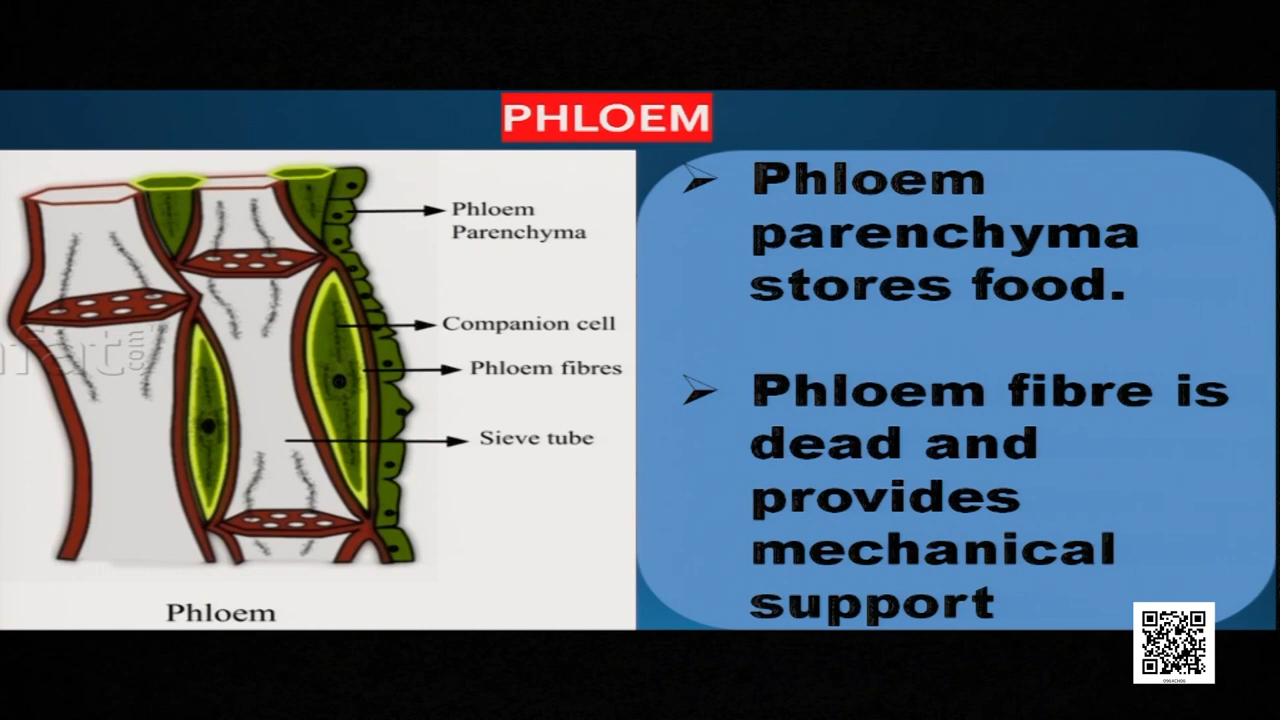 PHLOEM
Phloem
Parenchyma
Companion cell
Phloem fibres
Sieve tube
Phloem
Phloem
parenchyma
stores food.
Phloem fibre is
dead and
provides
mechanical
support